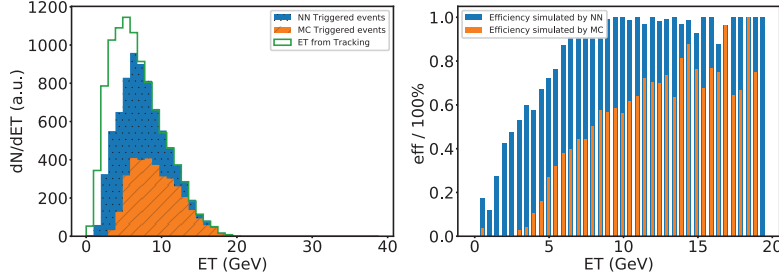 1200
1000
800
600
400
200
0
dN/dET (a.u.)
NN Triggered events
MC Triggered events
ET from Tracking
0 10 20 30 40
ET (GeV)
1.0
0.8
0.6
0.4
0.2
0.0
eff / 100%
Efficiency simulated by NN
Efficiency simulated by MC
0 5 10 15 20
ET (GeV)